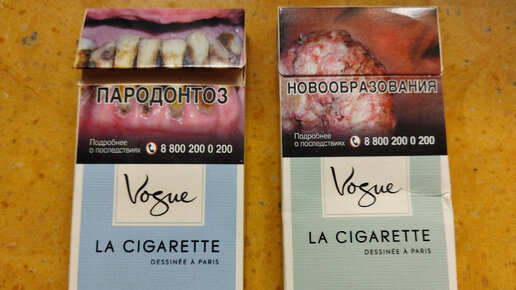 ПАРОДОНТОЗ
Подробнее
о последствиях 8 800 200 0 200
Vogue
LA CIGARETTE
DESSINÉE À PARIS
НОВООБРАЗОВАНИЯ
Подробнее
о последствиях 8 800 200 0 200
Vogue
LA CIGARETTE
DESSINÉE À PARIS